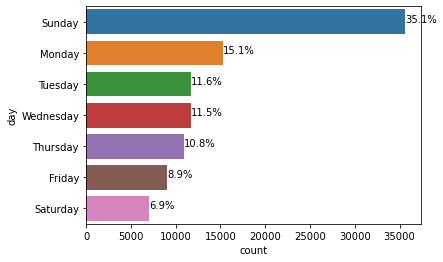 Sunday 35.1%
Monday 15.1%
Tuesday 11.6%
Wednesday 11.5%
Thursday 10.8%
Friday 8.9%
Saturday 6.9%
day
0 5000 10000 15000 20000 25000 30000 35000
count